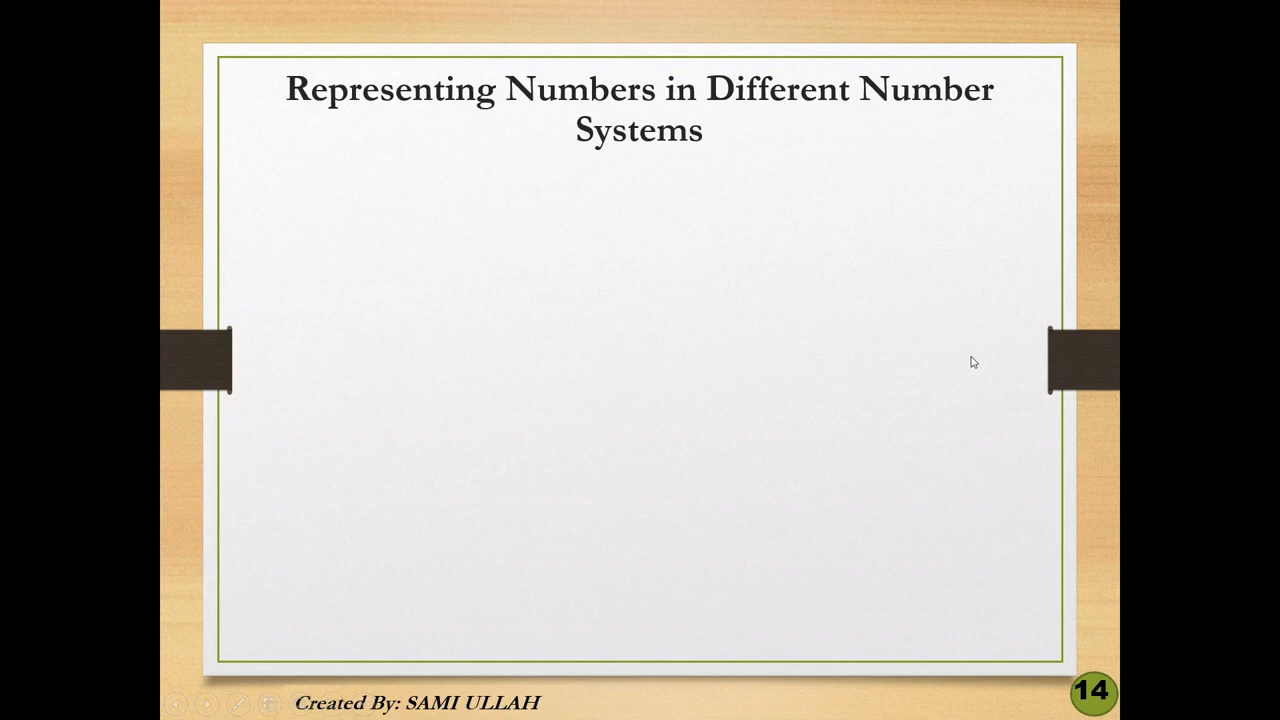 Representing Numbers in Different Number
Systems
Created By: SAMI ULLAH
14